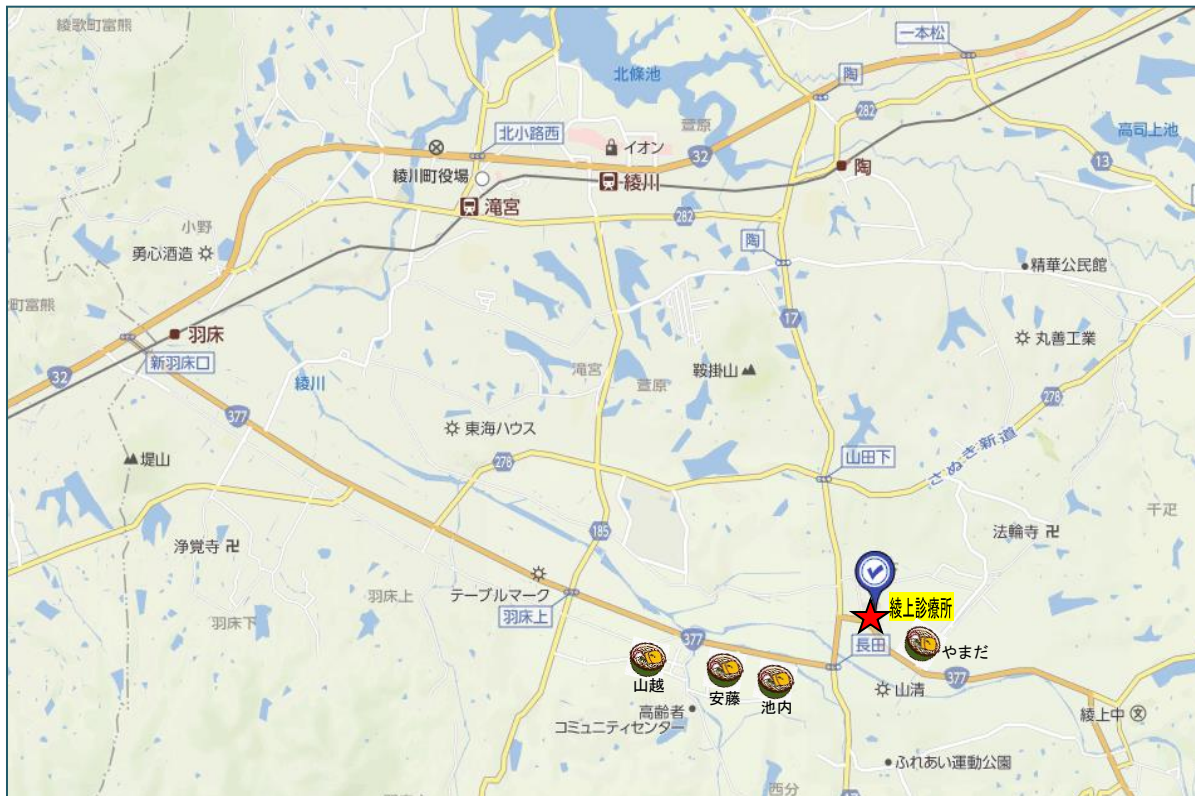 綾歌町富熊
一本松
北條池
陶
282
高司上池
北小路西
萱原
イオン
32
13
綾川町役場
綾川
陶
滝宮
282
小野
陶
勇心酒造
精華公民館
町富熊
17
羽床
丸善工業
新羽床口
綾川
滝宮
鞍掛山
萱原
32
278
377
東海ハウス
さぬき新道
堤山
278
山田下
千疋
185
法輪寺
浄覚寺
テーブルマーク
羽床上
羽床上
綾上診療所
羽床下
377
長田
やまだ
山越
安藤
池内
山清
377
高齢者
コミュニティセンター
綾上中
ふれあい運動公園
西分